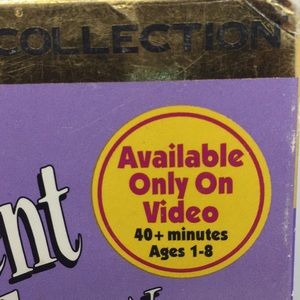 COLLECTION
Available
Only On
Video
40+ minutes
Ages 1-8